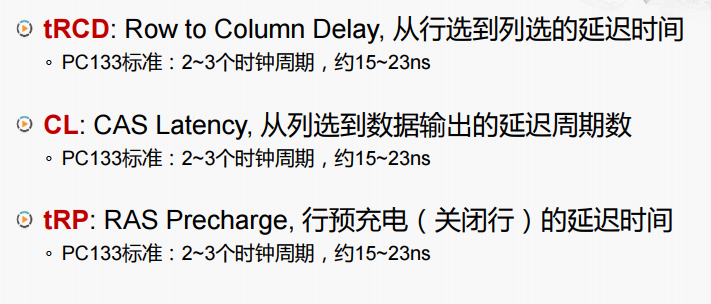 tRCD: Row to Column Delay, 从行选到列选的延迟时间
PC133标准：2~3个时钟周期，约15~23ns
CL: CAS Latency, 从列选到数据输出的延迟周期数
PC133标准：2~3个时钟周期，约15~23ns
tRP: RAS Precharge, 行预充电（关闭行）的延迟时间
PC133标准：2~3个时钟周期，约15~23ns